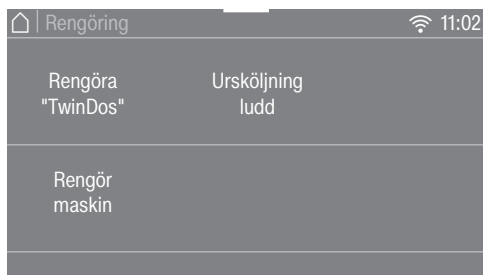 Rengöring
11:02
Rengöra
"TwinDos"
Ursköljning
ludd
Rengör
maskin